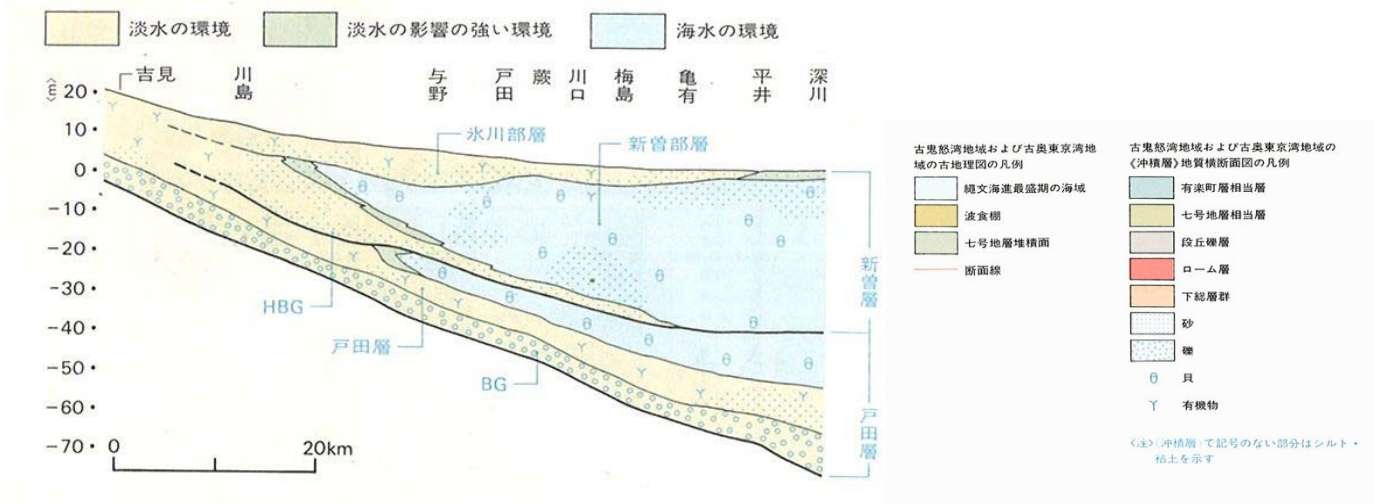 淡水の環境
淡水の影響の強い環境
海水の環境
吉見
川島
与野
戸田
蕨
川口
梅島
亀有
平井
深川
(m)
20
10
0
-10
-20
-30
-40
-50
-60
-70
氷川部層
新曽部層
HBG
戸田層
BG
新曽層
戸田層
0
20km
古鬼怒湾地域および古奥東京湾地
域の古地理図の凡例
縄文海進最盛期の海域
波食棚
七号地層堆積面
断面線
古鬼怒湾地域および古奥東京湾地域の
《沖積層》地質横断面図の凡例
有楽町層相当層
七号地層相当層
段丘礫層
ローム層
下総層群
砂
礫
貝
有機物
〈注〉〈沖積層〉で記号のない部分はシルト・
粘土を示す